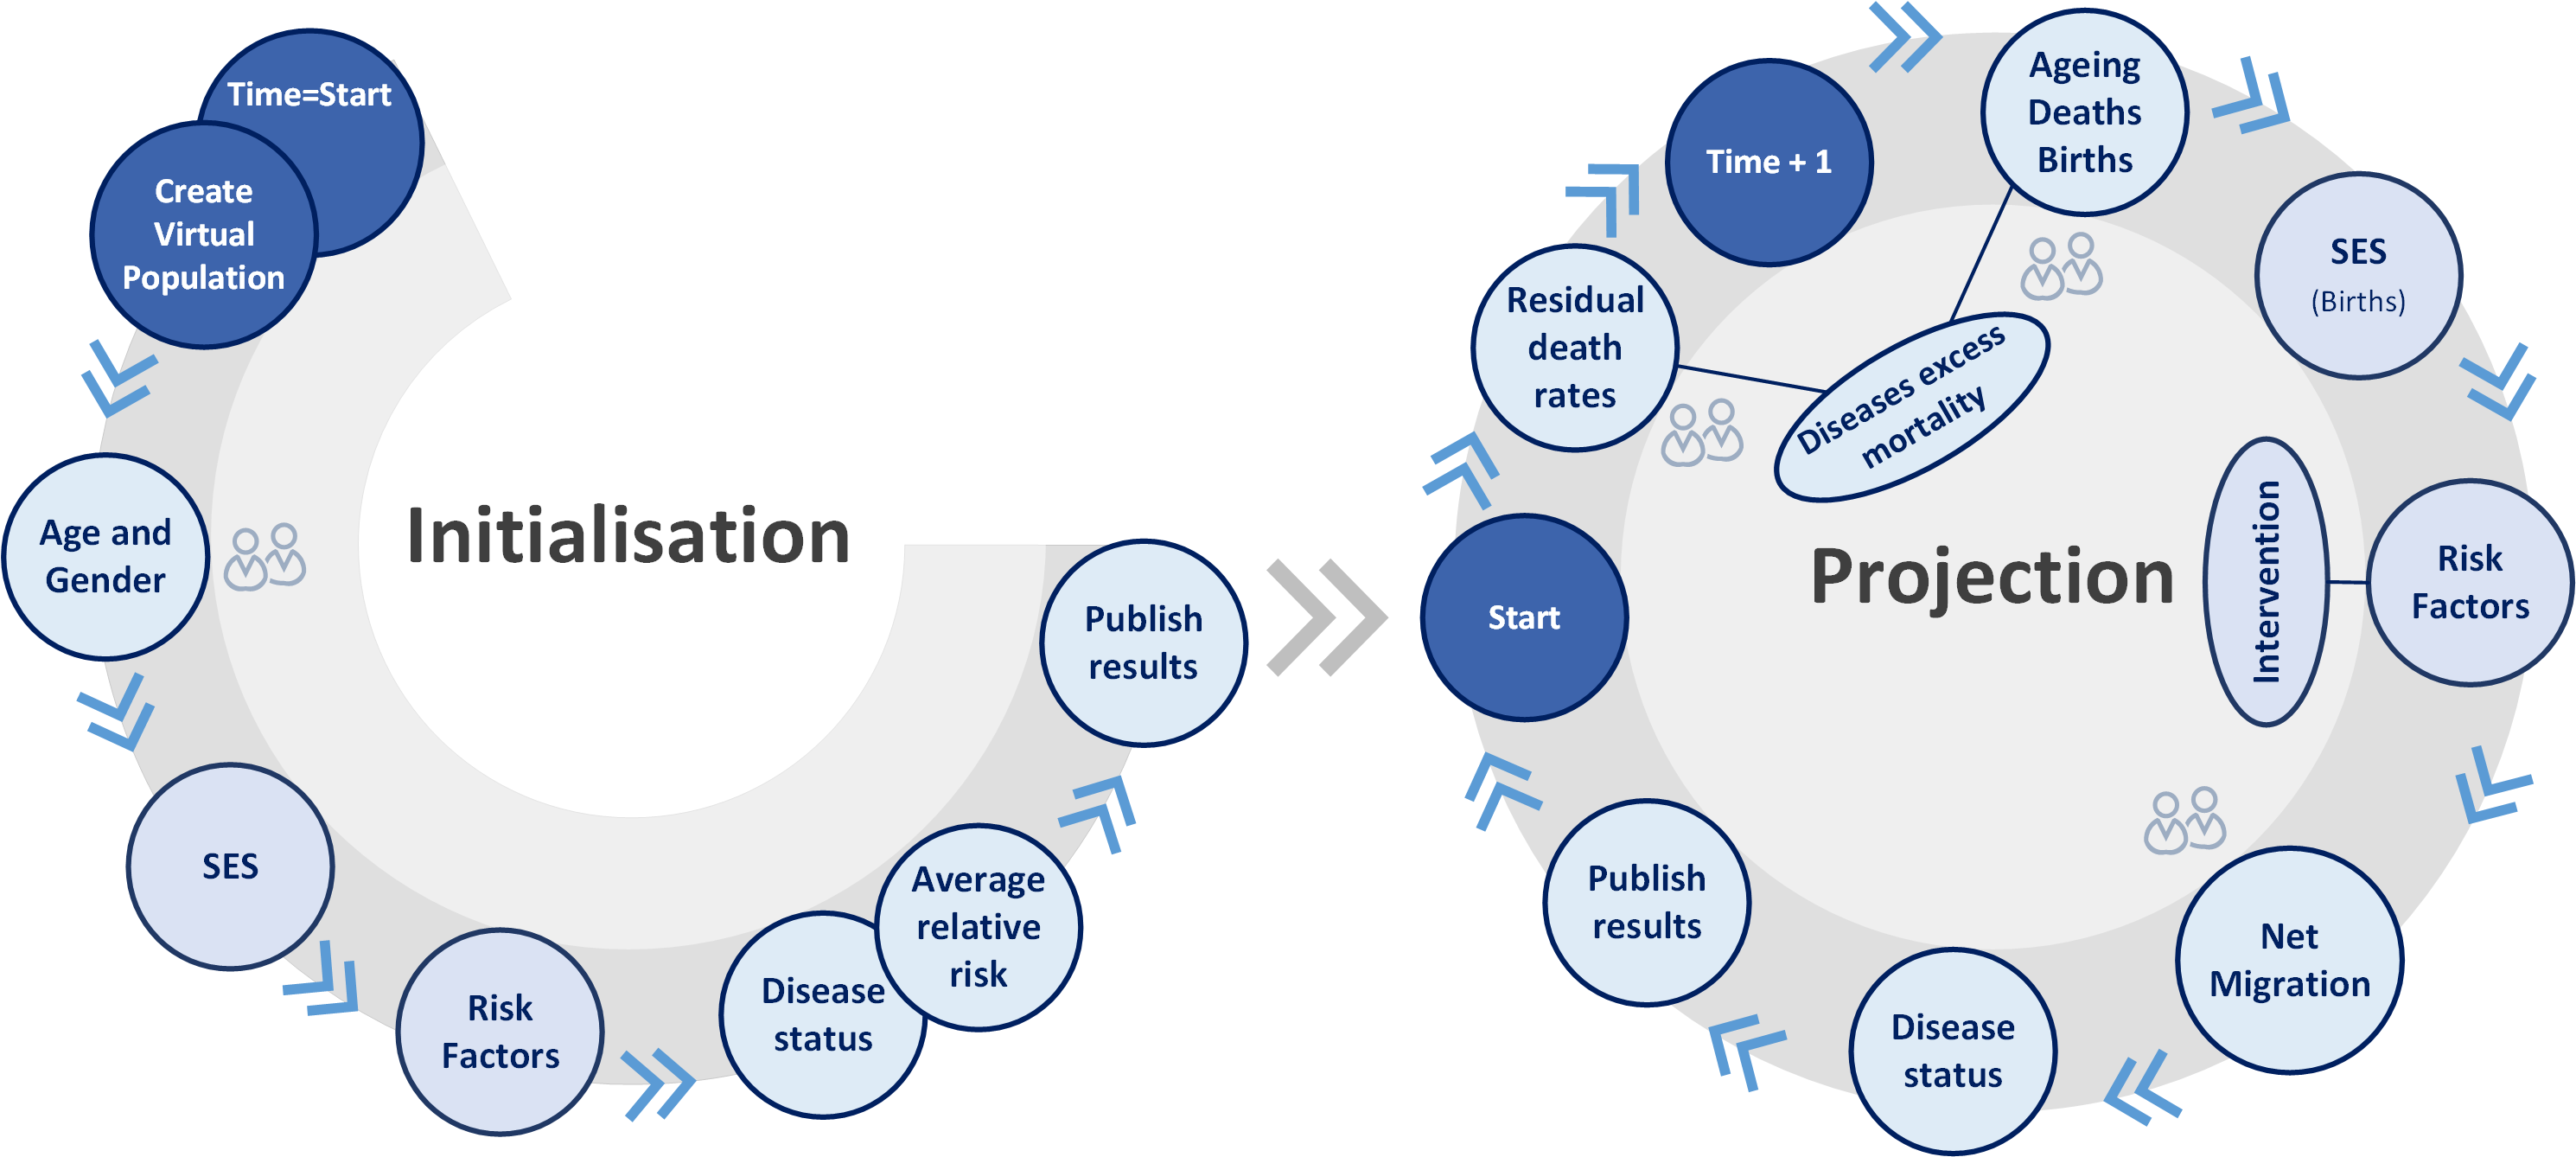 Time=Start
Create
Virtual
Population
Age and
Gender
SES
Risk
Factors
Disease
status
Average
relative
risk
Publish
results
Initialisation
Start
Residual
death
rates
Time + 1
Ageing
Deaths
Births
Diseases excess
mortality
SES
(Births)
Risk
Factors
Intervention
Projection
Net
Migration
Disease
status
Publish
results